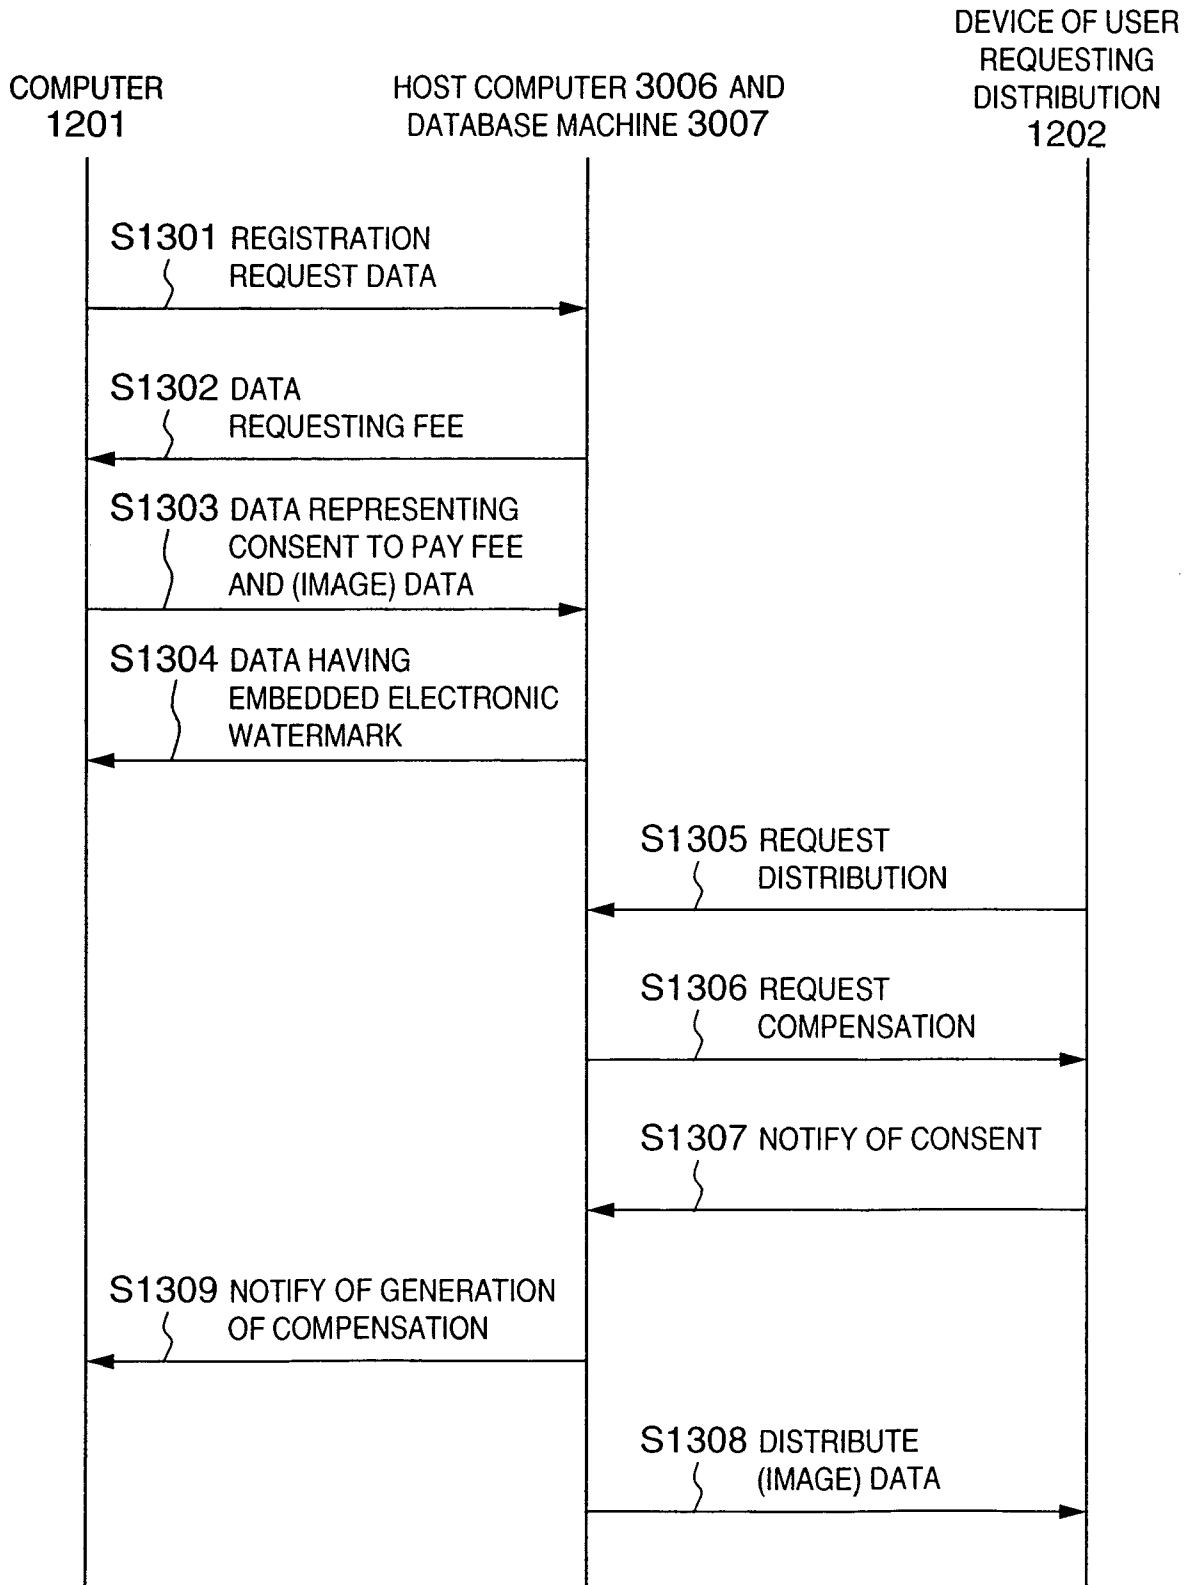 COMPUTER
1201
HOST COMPUTER 3006 AND
DATABASE MACHINE 3007
DEVICE OF USER
REQUESTING
DISTRIBUTION
1202
S1301 REGISTRATION
REQUEST DATA
S1302 DATA
REQUESTING FEE
S1303 DATA REPRESENTING
CONSENT TO PAY FEE
AND (IMAGE) DATA
S1304 DATA HAVING
EMBEDDED ELECTRONIC
WATERMARK
S1305 REQUEST
DISTRIBUTION
S1306 REQUEST
COMPENSATION
S1307 NOTIFY OF CONSENT
S1309 NOTIFY OF GENERATION
OF COMPENSATION
S1308 DISTRIBUTE
(IMAGE) DATA